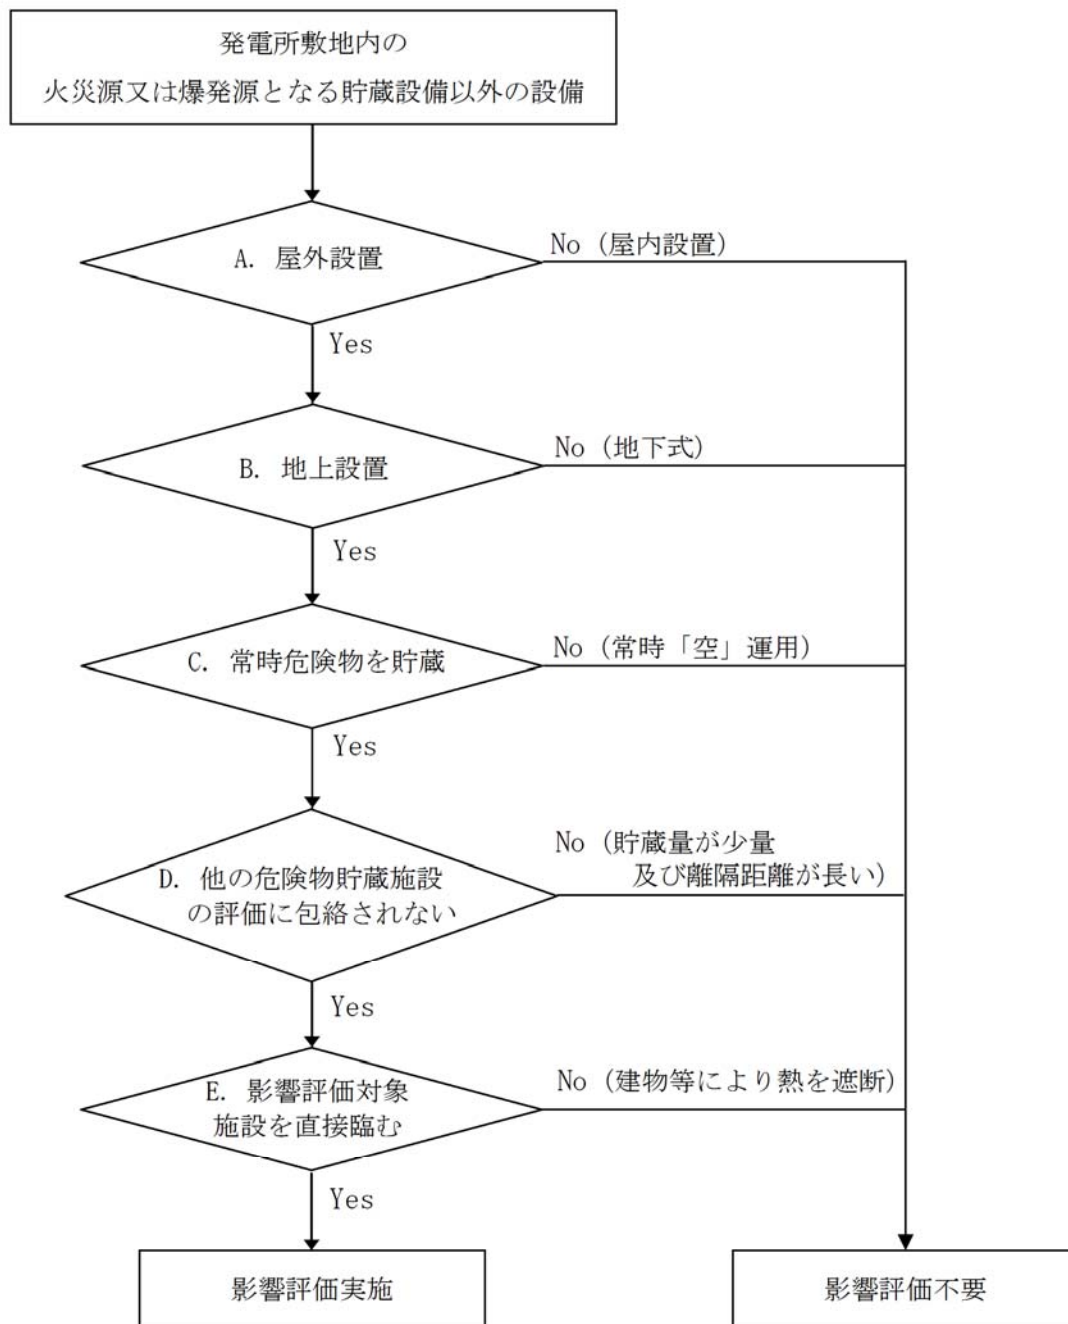 発電所敷地内の
火災源又は爆発源となる貯蔵設備以外の設備
A. 屋外設置
No (屋内設置)
Yes
B. 地上設置
No (地下式)
Yes
C. 常時危険物を貯蔵
No (常時「空」運用)
Yes
D. 他の危険物貯蔵施設
の評価に包絡されない
No (貯蔵量が少量
及び離隔距離が長い)
Yes
E. 影響評価対象
施設を直接臨む
No (建物等により熱を遮断)
Yes
影響評価実施
影響評価不要